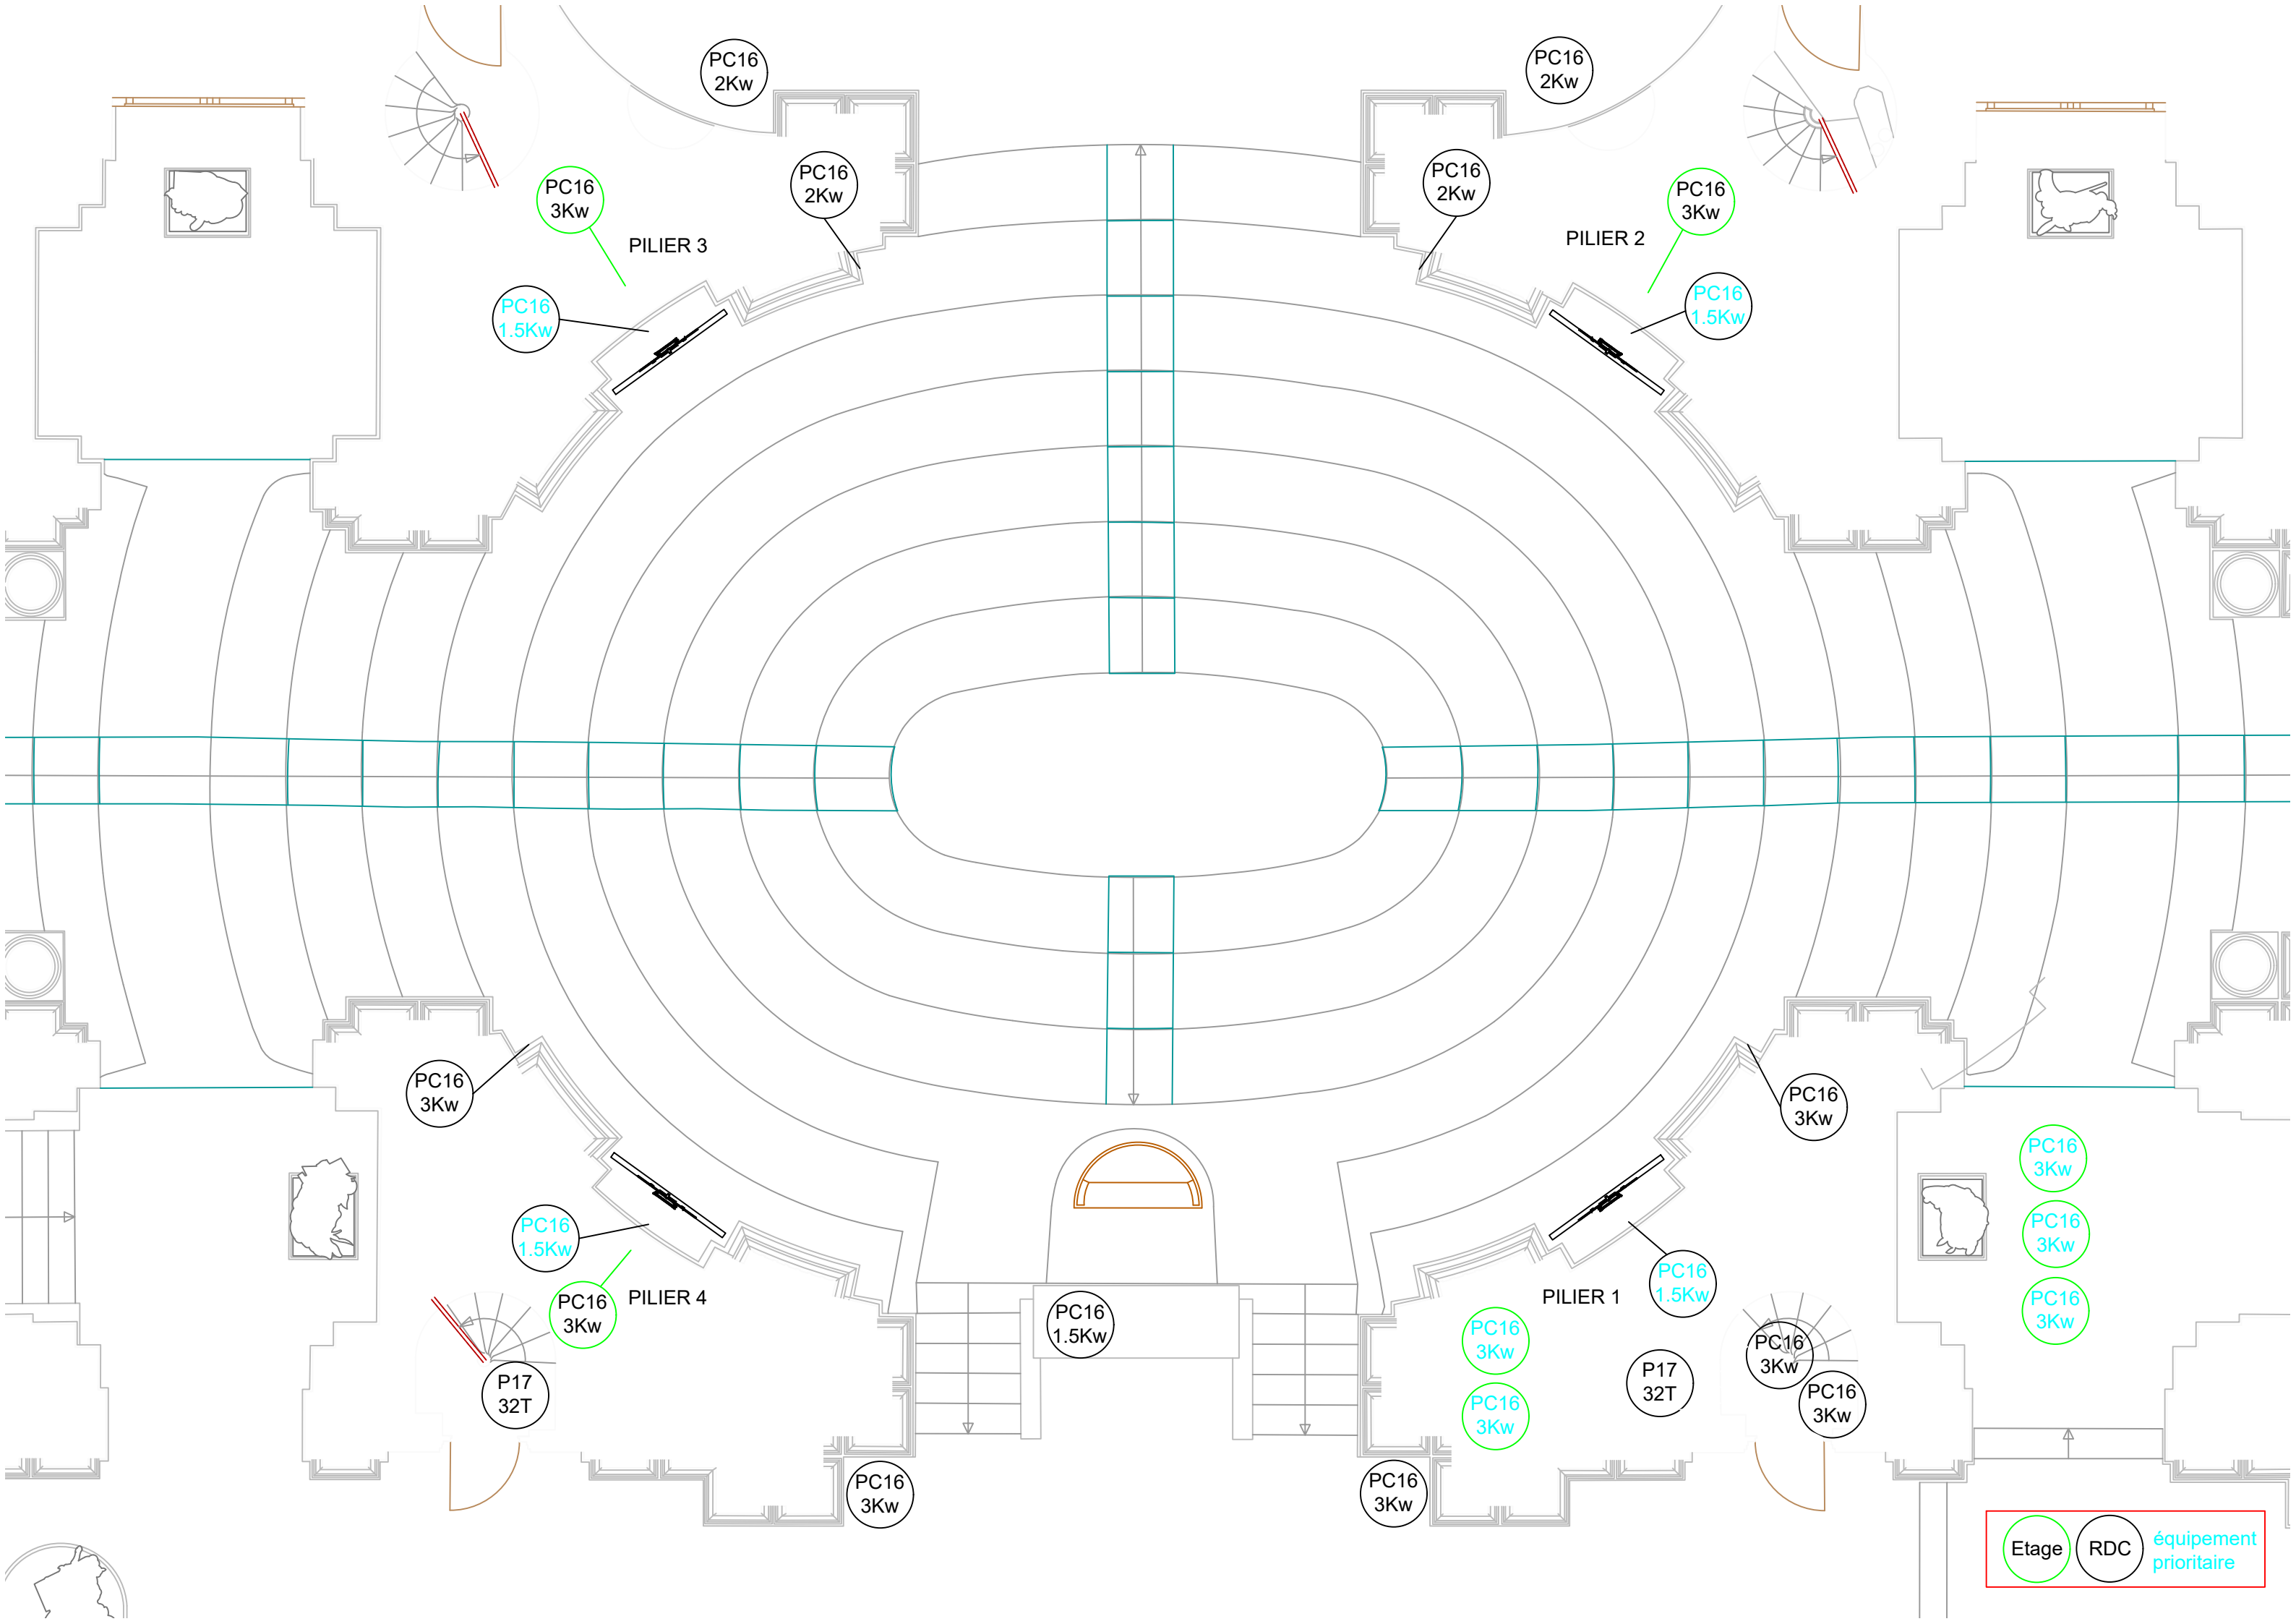 PC16
2Kw
PC16
2Kw
PC16
2Kw
PC16
2Kw
PC16
3Kw
PC16
3Kw
PILIER 3
PILIER 2
PC16
1.5Kw
PC16
1.5Kw
PC16
3Kw
PC16
3Kw
PC16
3Kw
PC16
3Kw
PC16
3Kw
PC16
1.5Kw
PC16
1.5Kw
PILIER 4
PILIER 1
PC16
3Kw
PC16
1.5Kw
PC16
3Kw
PC16
3Kw
P17
32T
P17
32T
PC16
3Kw
PC16
3Kw
PC16
3Kw
PC16
3Kw
Etage
RDC
équipement
prioritaire